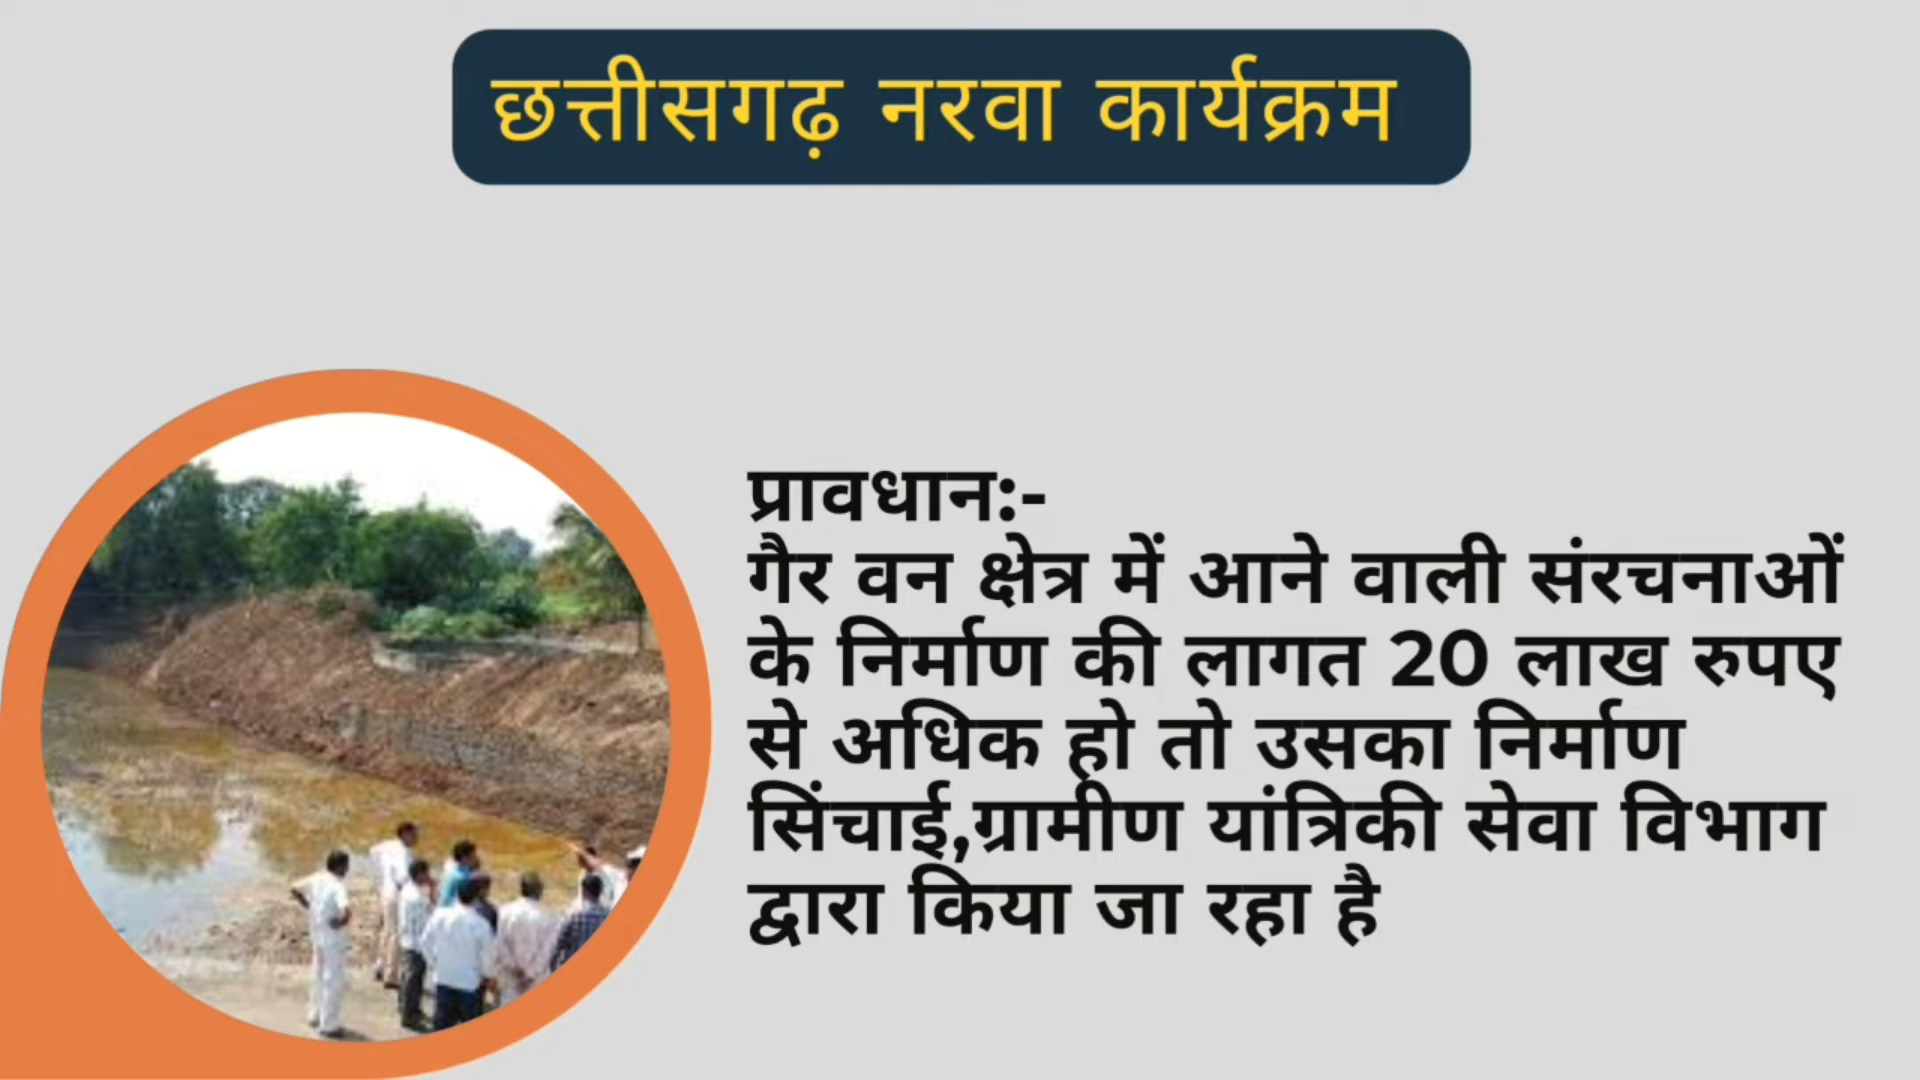 छत्तीसगढ़ नरवा कार्यक्रम
प्रावधान:-
गैर वन क्षेत्र में आने वाली संरचनाओं
के निर्माण की लागत 20 लाख रुपए
से अधिक हो तो उसका निर्माण
सिंचाई,ग्रामीण यांत्रिकी सेवा विभाग
द्वारा किया जा रहा है